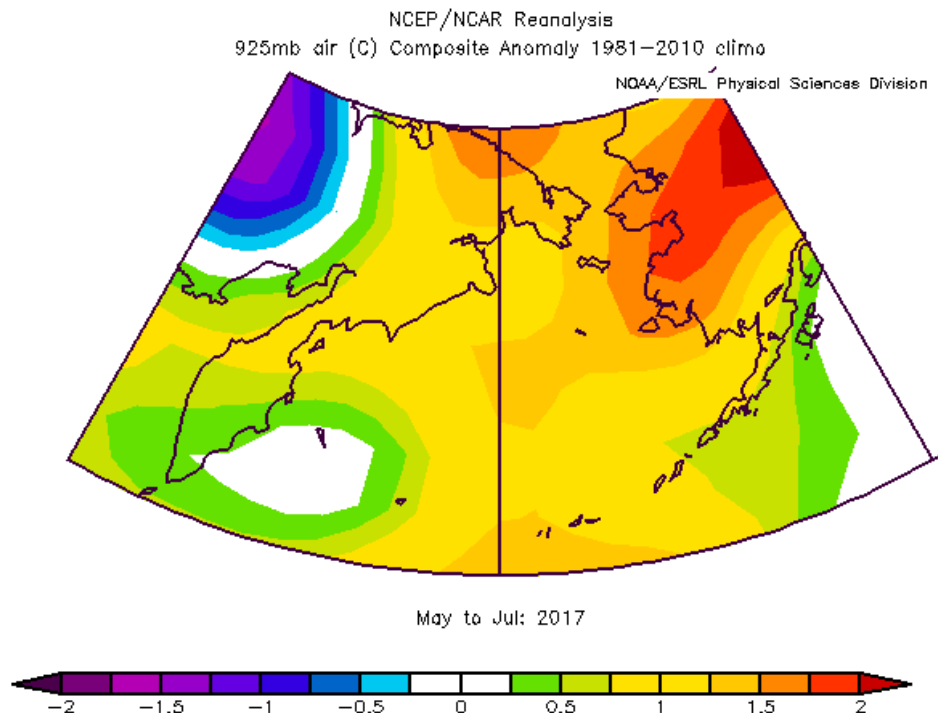 NCEP/NCAR Reanalysis
925mb air (C) Composite Anomaly 1981-2010 climo
NOAA/ESRL Physical Sciences Division
May to Jul: 2017
-2 -1.5 -1 -0.5 0 0.5 1 1.5 2